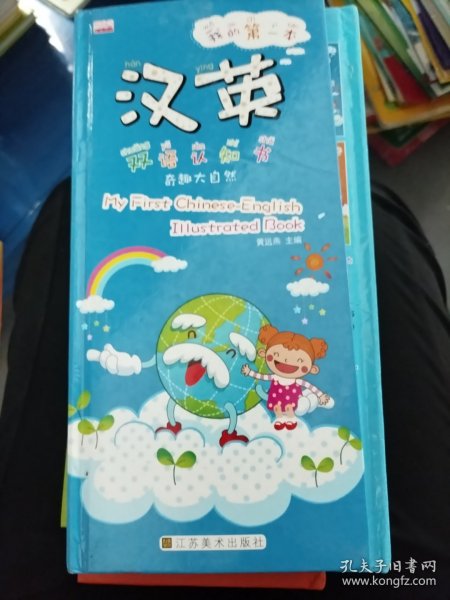 我的第一本
hàn yīng
汉英
双语认知书
奇趣大自然
My First Chinese-English
Illustrated Book
黄运燕 主编
江苏美术出版社
孔夫子旧书网
www.kongfz.com